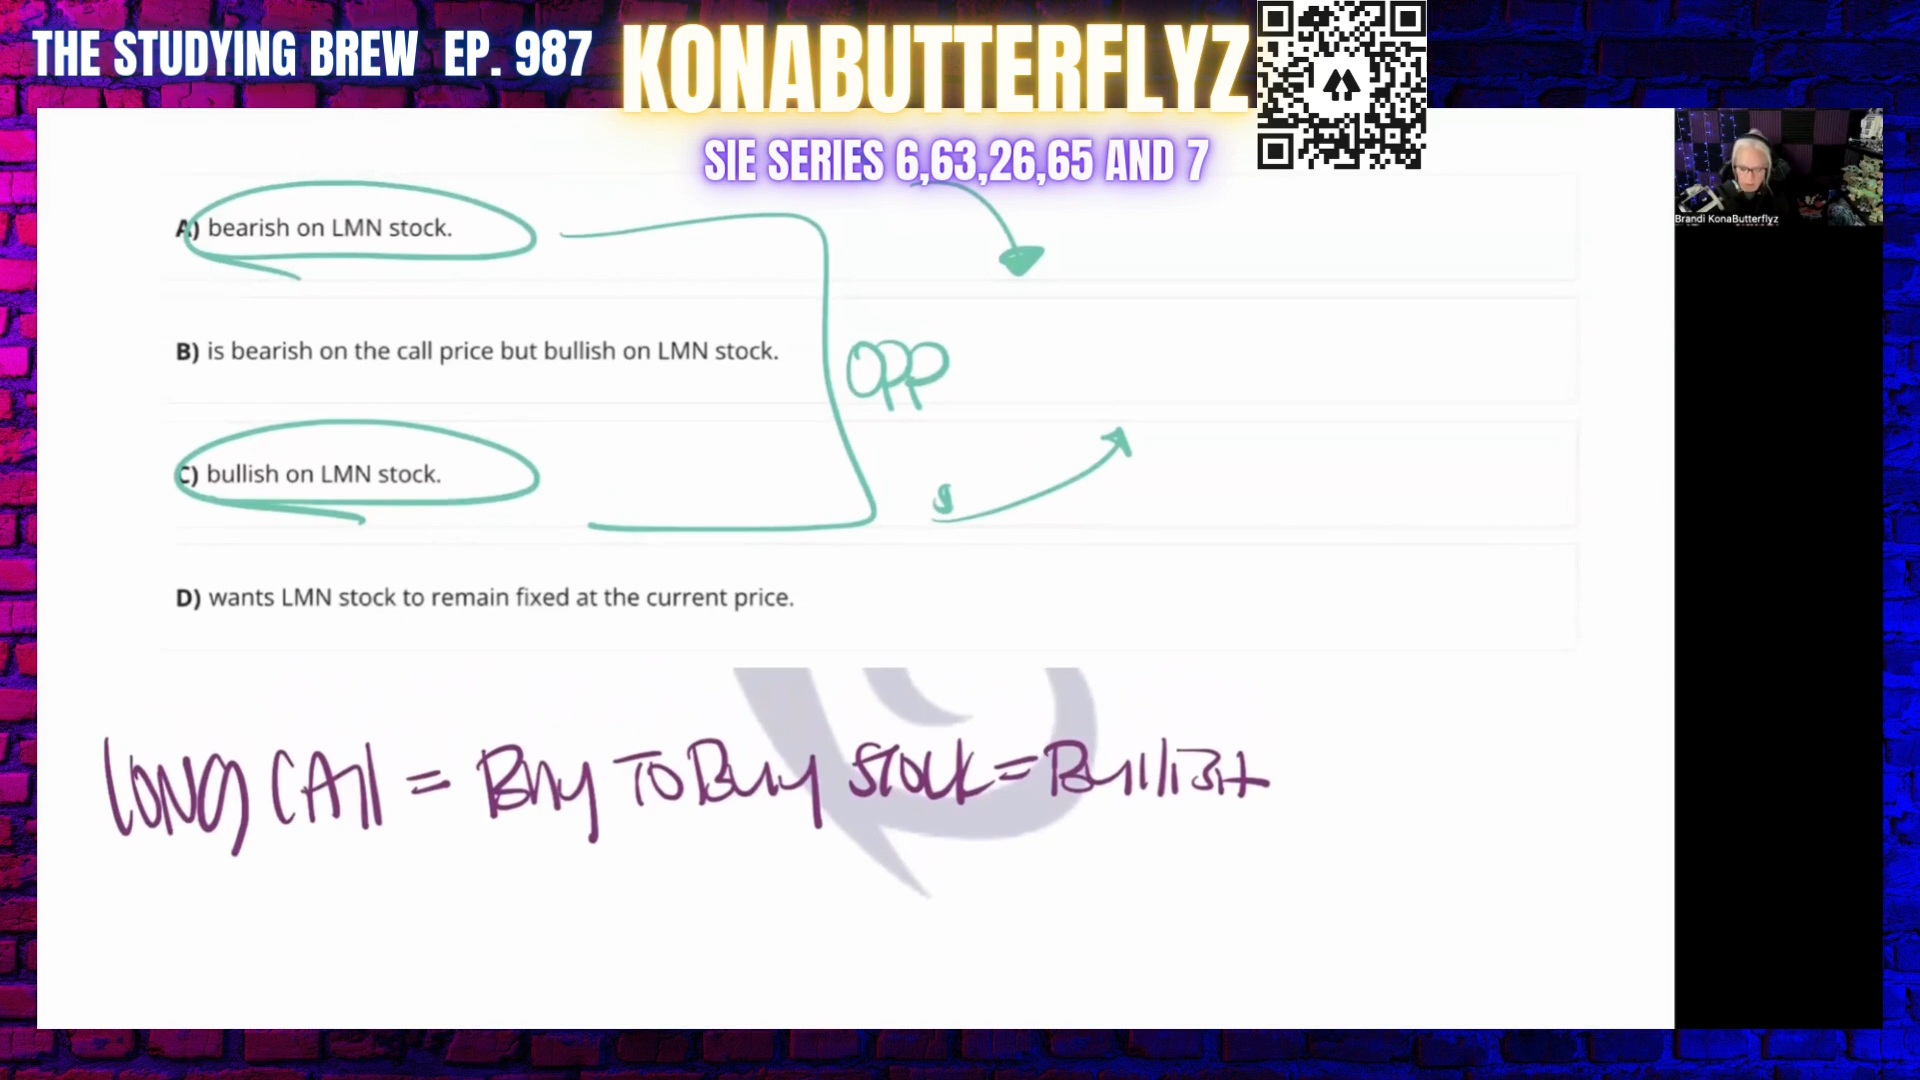 THE STUDYING BREW EP. 987
KONABUTTERFLYZ
SIE SERIES 6,63,26,65 AND 7
Brandi KonaButterflyz
A) bearish on LMN stock.
B) is bearish on the call price but bullish on LMN stock.
OPP
C) bullish on LMN stock.
D) wants LMN stock to remain fixed at the current price.
LONG CALL = Buy TO Buy STOCK = BulliSH